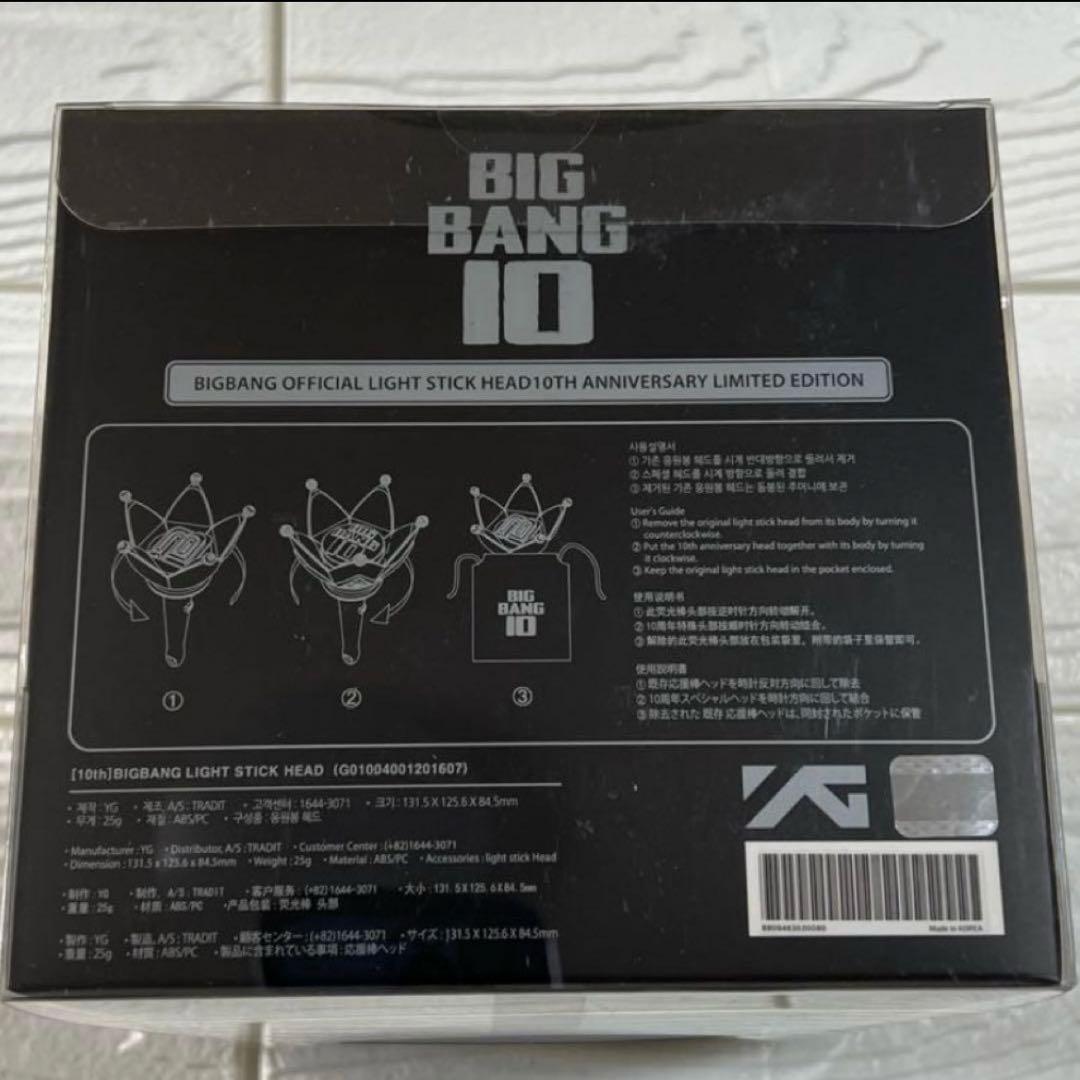 BIG
BANG
10
BIGBANG OFFICIAL LIGHT STICK HEAD10TH ANNIVERSARY LIMITED EDITION
BIG
BANG
10
① ② ③
사용설명서
① 기존 응원봉 헤드를 시계 반대방향으로 돌려서 제거
② 스페셜 헤드를 시계 방향으로 돌려 결합
③ 제거된 기존 응원봉 헤드는 동봉된 주머니에 보관
User's Guide
① Remove the original light stick head from its body by turning it
counterclockwise.
② Put the 10th anniversary head together with its body by turning
it clockwise.
③ Keep the original light stick head in the pocket enclosed.
使用说明书
① 此荧光棒头部按逆时针方向转动解开。
② 10周年特殊头部按顺时针方向转动结合。
③ 解除的此荧光棒头部放在包装裏里，附带的袋子里保管即可.
使用説明書
① 既存応援棒ヘッドを時計反対方向に回して除去
② 10周年スペシャルヘッドを時計方向に回して結合
③ 除去された 既存 応援棒ヘッドは、同封されたポケットに保管
[10th]BIGBANG LIGHT STICK HEAD (G01004001201607)
• 제작 : YG • 제조, A/S : TRADIT • 고객센터 : 1644-3071 • 크기 : 131.5 X 125.6 X 84.5mm
• 무게 : 25g • 재질 : ABS/PC • 구성품 : 응원봉 헤드
• Manufacturer : YG • Distributor, A/S : TRADIT • Customer Center : (+82)1644-3071
• Dimension : 131.5 x 125.6 x 84.5mm • Weight : 25g • Material : ABS/PC • Accessories : light stick Head
• 制作 : YG • 制作, A/S : TRADIT • 客户服务 : (+82)1644-3071 • 大小 : 131.5X125.6X84.5mm
• 重量 : 25g • 材质 : ABS/PC • 产品包装 : 荧光棒 头部
• 製作 : YG • 製造, A/S : TRADIT • 顧客センター : (+82)1644-3071 • サイズ : 131.5 X 125.6 X 84.5mm
• 重量 : 25g • 材質 : ABS/PC • 製品に含まれている事項 : 応援棒ヘッド
YG
Made in KOREA